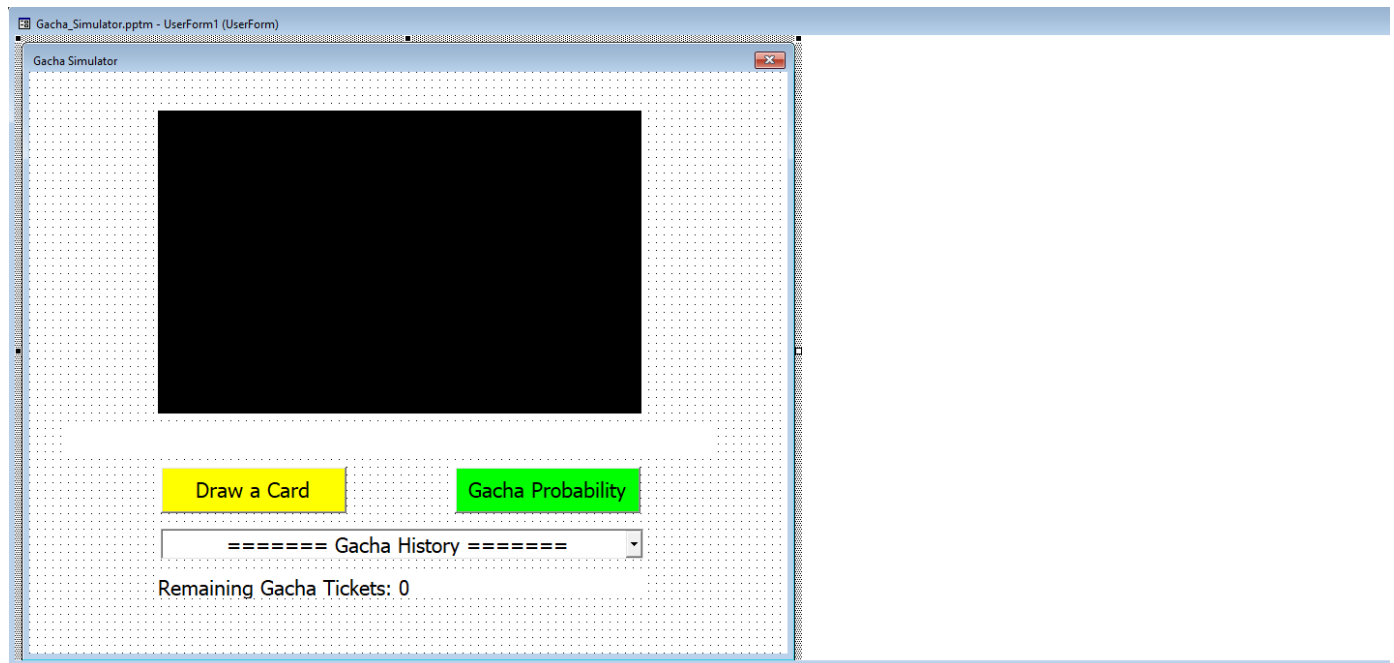 Gacha_Simulator.pptm - UserForm1 (UserForm)
Gacha Simulator
Draw a Card
Gacha Probability
======= Gacha History =======
Remaining Gacha Tickets: 0